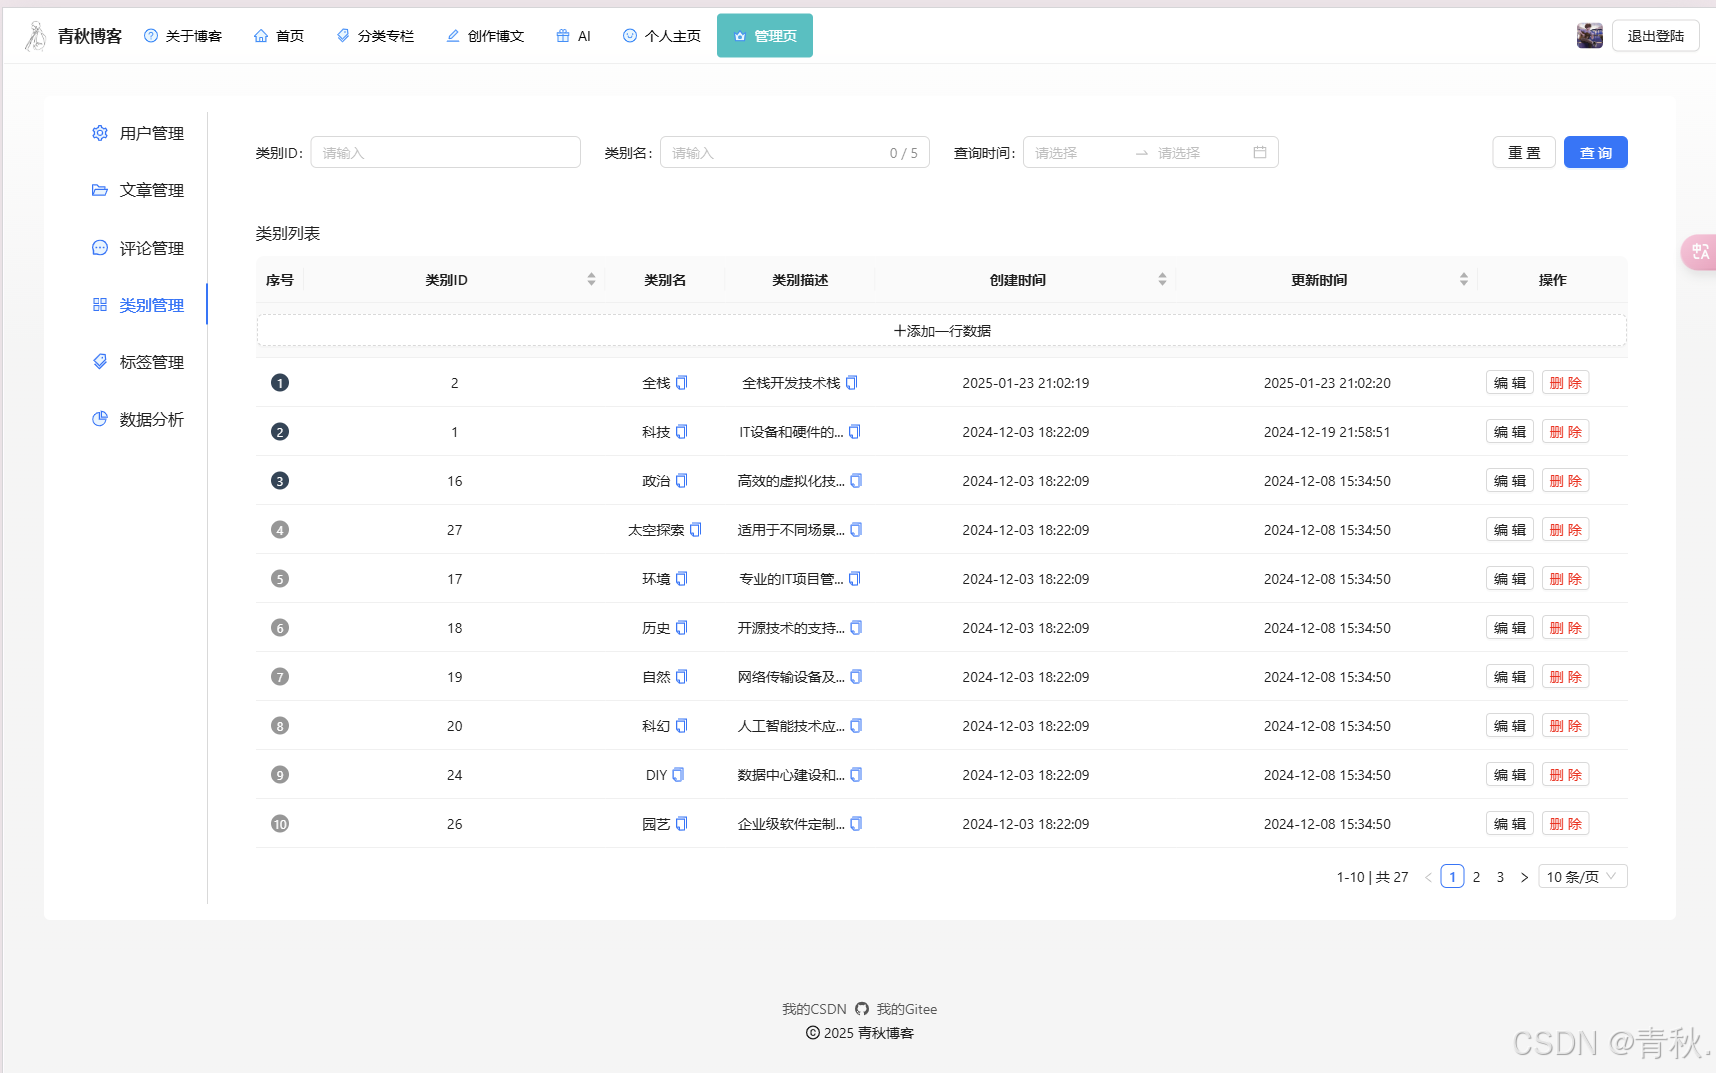 青秋博客 关于博客 首页 分类专栏 创作博文 AI 个人主页 管理页 退出登陆
用户管理
文章管理
评论管理
类别管理
标签管理
数据分析
类别ID: 请输入 类别名: 请输入 0 / 5 查询时间: 请选择 → 请选择 重 置 查 询
类别列表
序号 类别ID 类别名 类别描述 创建时间 更新时间 操作
+添加一行数据
1 2 全栈 全栈开发技术栈 2025-01-23 21:02:19 2025-01-23 21:02:20 编 辑 删 除
2 1 科技 IT设备和硬件的... 2024-12-03 18:22:09 2024-12-19 21:58:51 编 辑 删 除
3 16 政治 高效的虚拟化技... 2024-12-03 18:22:09 2024-12-08 15:34:50 编 辑 删 除
4 27 太空探索 适用于不同场景... 2024-12-03 18:22:09 2024-12-08 15:34:50 编 辑 删 除
5 17 环境 专业的IT项目管... 2024-12-03 18:22:09 2024-12-08 15:34:50 编 辑 删 除
6 18 历史 开源技术的支持... 2024-12-03 18:22:09 2024-12-08 15:34:50 编 辑 删 除
7 19 自然 网络传输设备及... 2024-12-03 18:22:09 2024-12-08 15:34:50 编 辑 删 除
8 20 科幻 人工智能技术应... 2024-12-03 18:22:09 2024-12-08 15:34:50 编 辑 删 除
9 24 DIY 数据中心建设和... 2024-12-03 18:22:09 2024-12-08 15:34:50 编 辑 删 除
10 26 园艺 企业级软件定制... 2024-12-03 18:22:09 2024-12-08 15:34:50 编 辑 删 除
1-10 | 共 27 < 1 2 3 > 10 条/页
我的CSDN 我的Gitee
© 2025 青秋博客
CSDN @青秋.